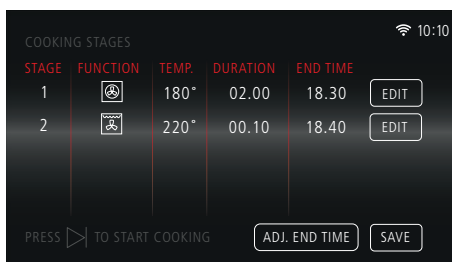 10:10
COOKING STAGES
STAGE FUNCTION TEMP. DURATION END TIME
1 180° 02.00 18.30 EDIT
2 220° 00.10 18.40 EDIT
PRESS TO START COOKING ADJ. END TIME SAVE